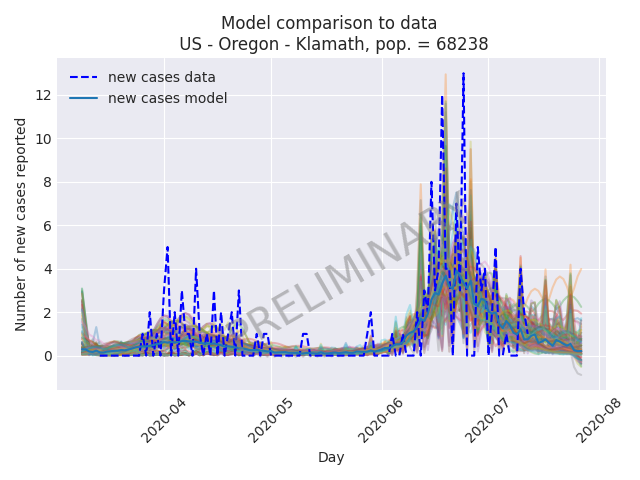 Model comparison to data
US - Oregon - Klamath, pop. = 68238
new cases data
new cases model
Number of new cases reported
12
10
8
6
4
2
0
PRELIMINARY
2020-04
2020-05
2020-06
2020-07
2020-08
Day